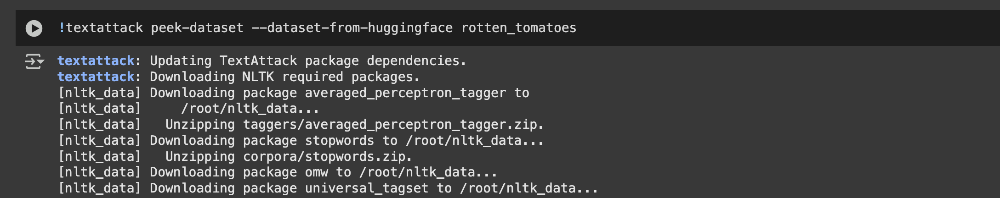 !textattack peek-dataset --dataset-from-huggingface rotten_tomatoes
textattack: Updating TextAttack package dependencies.
textattack: Downloading NLTK required packages.
[nltk_data] Downloading package averaged_perceptron_tagger to
[nltk_data]     /root/nltk_data...
[nltk_data]   Unzipping taggers/averaged_perceptron_tagger.zip.
[nltk_data] Downloading package stopwords to /root/nltk_data...
[nltk_data]   Unzipping corpora/stopwords.zip.
[nltk_data] Downloading package omw to /root/nltk_data...
[nltk_data] Downloading package universal_tagset to /root/nltk_data...